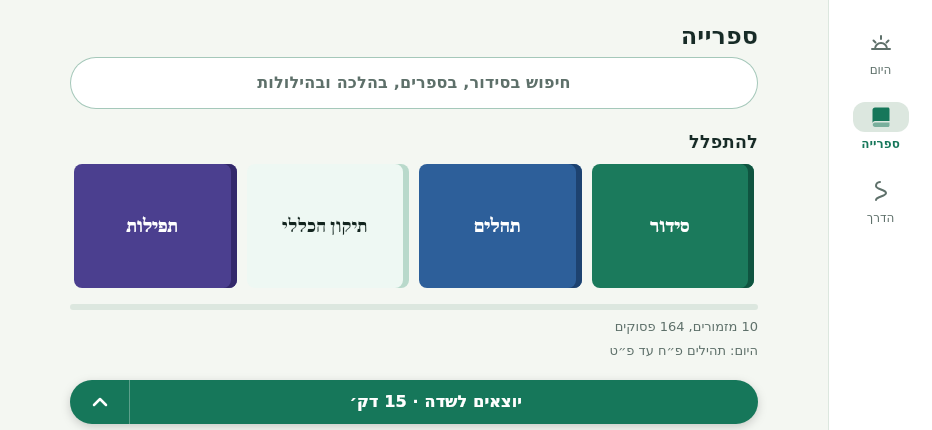 היום
ספרייה
הדרך
ספרייה
חיפוש בסידור, בספרים, בהלכה ובהילולות
להתפלל
סידור
תהלים
תיקון הכללי
תפילות
10 מזמורים, 164 פסוקים
היום: תהילים פ״ח עד פ״ט
יוצאים לשדה · 15 דק׳